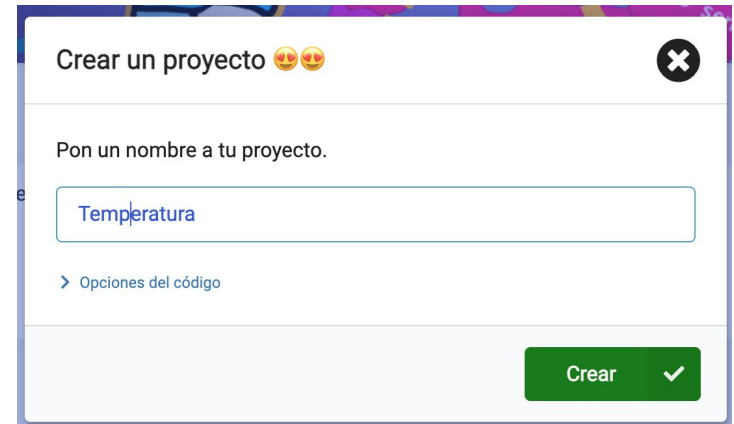 Crear un proyecto 😍😍
Pon un nombre a tu proyecto.
Temperatura
Opciones del código
Crear